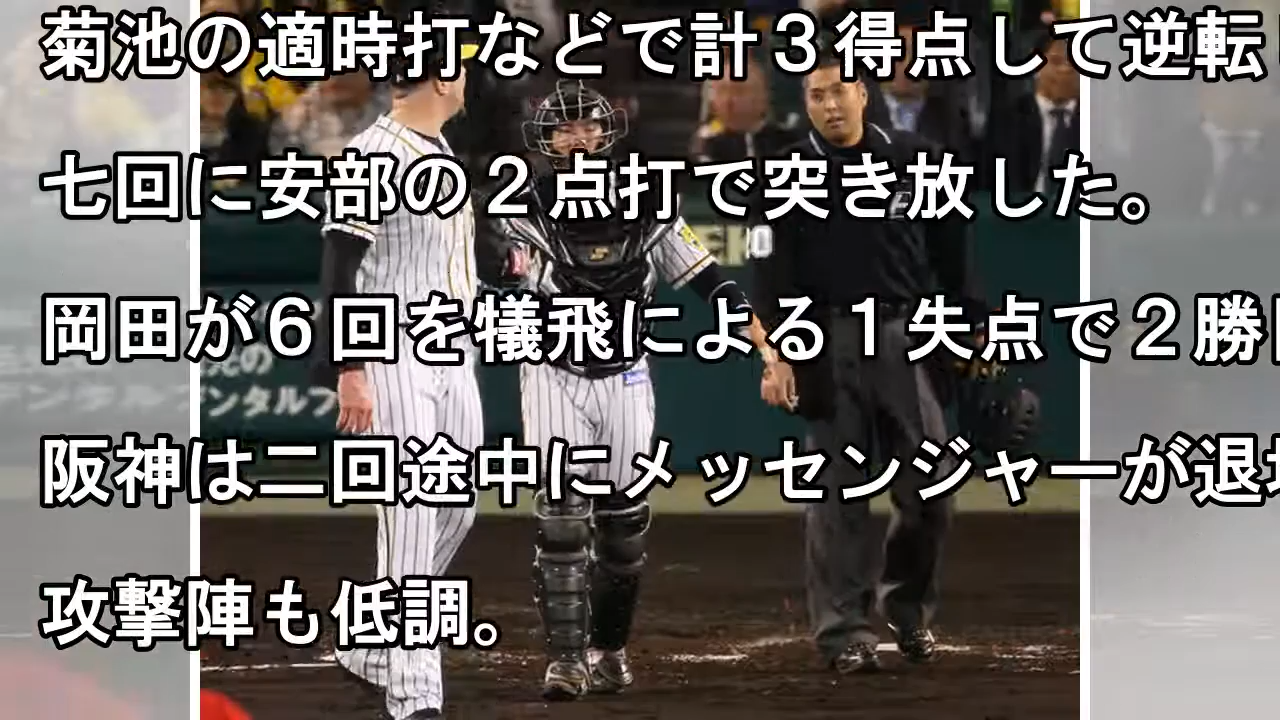 菊池の適時打などで計３得点して逆転
七回に安部の２点打で突き放した。
岡田が６回を犠飛による１失点で２勝
阪神は二回途中にメッセンジャーが退
攻撃陣も低調。